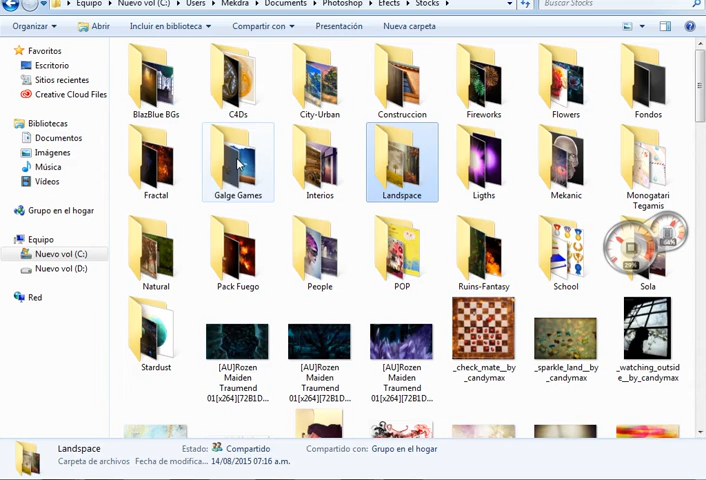 Equipo ▸ Nuevo vol (C:) ▸ Users ▸ Mekdra ▸ Documents ▸ Photoshop ▸ Efects ▸ Stocks ▸
Buscar Stocks
Organizar Abrir Incluir en biblioteca Compartir con Presentación Nueva carpeta
Favoritos
Escritorio
Sitios recientes
Creative Cloud Files
Bibliotecas
Documentos
Imágenes
Música
Vídeos
Grupo en el hogar
Equipo
Nuevo vol (C:)
Nuevo vol (D:)
Red
BlazBlue BGs C4Ds City-Urban Construccion Fireworks Flowers Fondos
Fractal Galge Games Interios Landspace Ligths Mekanic Monogatari
Tegamis
Natural Pack Fuego People POP Ruins-Fantasy School Sola
29%
Stardust
[AU]Rozen
Maiden
Traumend
01[x264][72B1D...
[AU]Rozen
Maiden
Traumend
01[x264][72B1D...
[AU]Rozen
Maiden
Traumend
01[x264][72B1D...
_check_mate__by
_candymax
_sparkle_land__by
_candymax
_watching_outsid
e__by_candymax
Landspace Estado: Compartido Compartido con: Grupo en el hogar
Carpeta de archivos Fecha de modifica... 14/08/2015 07:16 a.m.